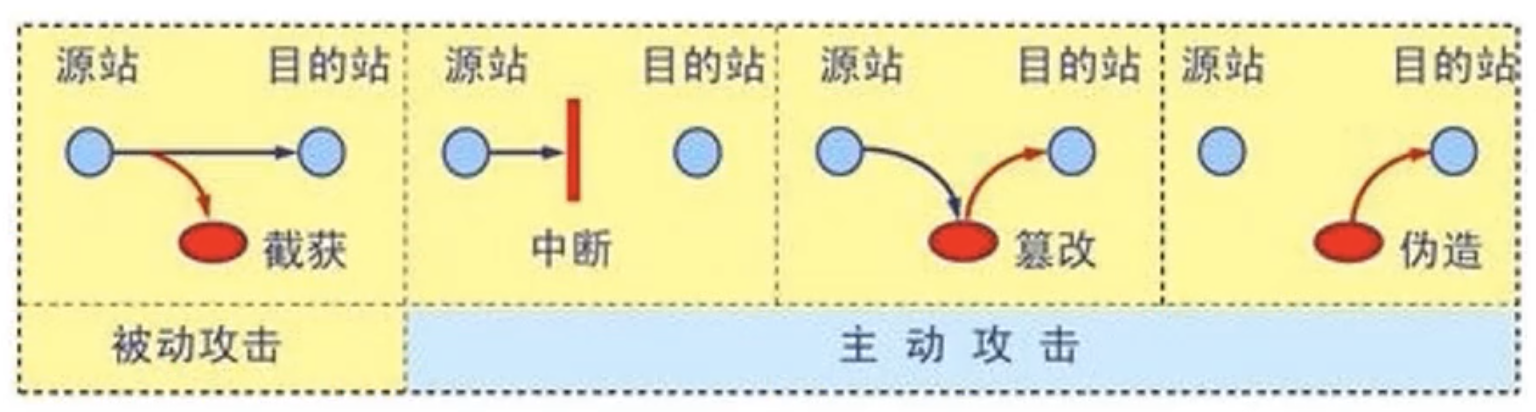 源站 目的站 源站 目的站 源站 目的站 源站 目的站
截获 中断 篡改 伪造
被动攻击 主动攻击